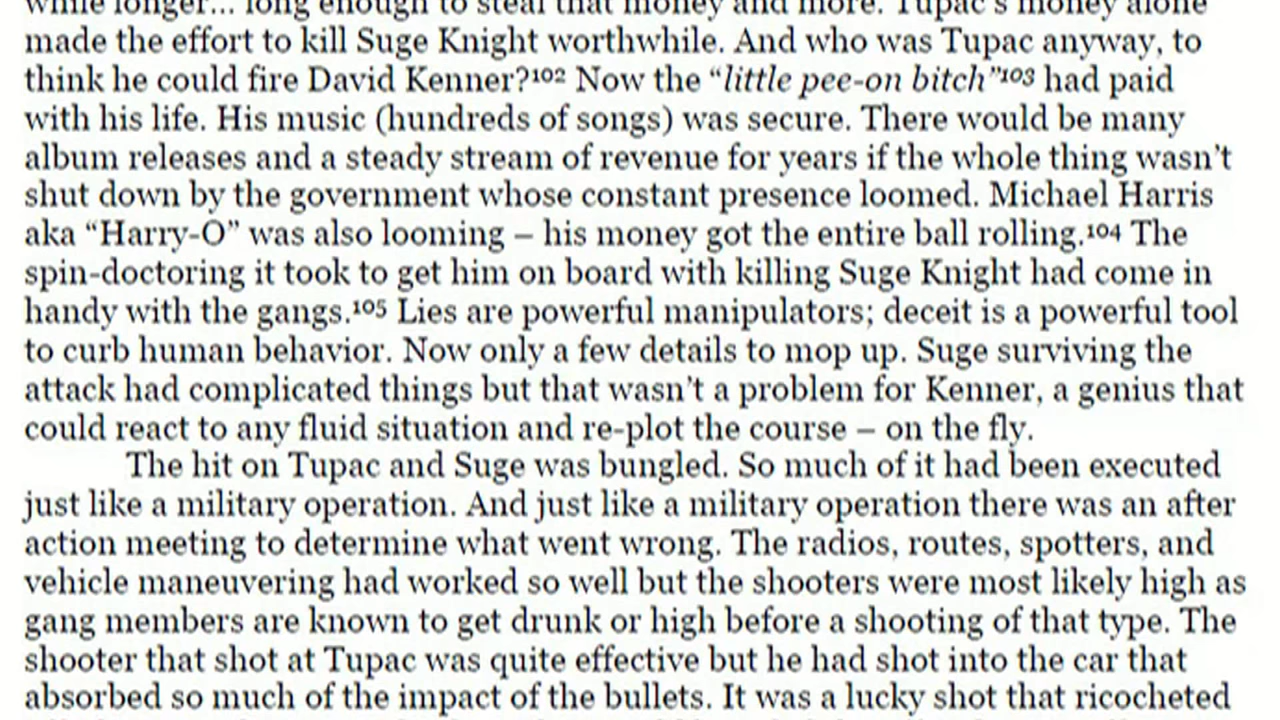 while longer... long enough to steal that money and more. Tupac's money alone
made the effort to kill Suge Knight worthwhile. And who was Tupac anyway, to
think he could fire David Kenner?¹⁰² Now the “little pee-on bitch”¹⁰³ had paid
with his life. His music (hundreds of songs) was secure. There would be many
album releases and a steady stream of revenue for years if the whole thing wasn’t
shut down by the government whose constant presence loomed. Michael Harris
aka “Harry-O” was also looming – his money got the entire ball rolling.¹⁰⁴ The
spin-doctoring it took to get him on board with killing Suge Knight had come in
handy with the gangs.¹⁰⁵ Lies are powerful manipulators; deceit is a powerful tool
to curb human behavior. Now only a few details to mop up. Suge surviving the
attack had complicated things but that wasn’t a problem for Kenner, a genius that
could react to any fluid situation and re-plot the course – on the fly.
The hit on Tupac and Suge was bungled. So much of it had been executed
just like a military operation. And just like a military operation there was an after
action meeting to determine what went wrong. The radios, routes, spotters, and
vehicle maneuvering had worked so well but the shooters were most likely high as
gang members are known to get drunk or high before a shooting of that type. The
shooter that shot at Tupac was quite effective but he had shot into the car that
absorbed so much of the impact of the bullets. It was a lucky shot that ricocheted